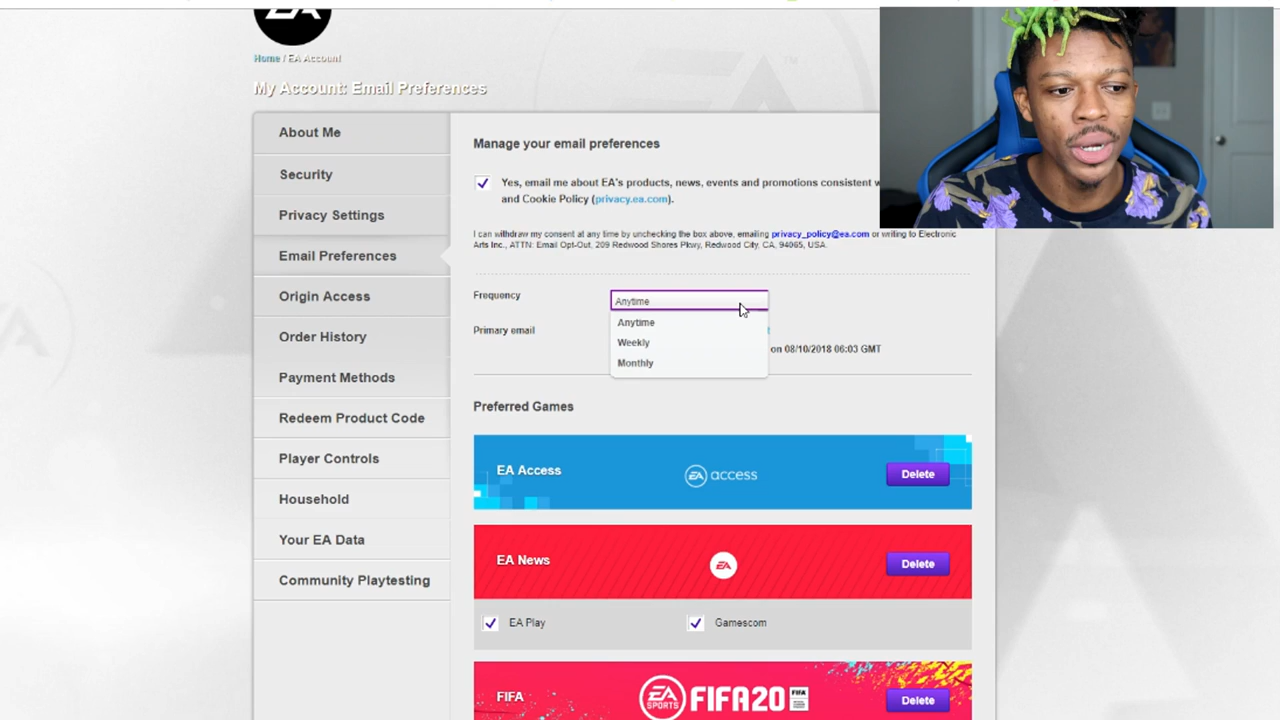 EA
Home / EA Account
My Account: Email Preferences
About Me
Security
Privacy Settings
Email Preferences
Origin Access
Order History
Payment Methods
Redeem Product Code
Player Controls
Household
Your EA Data
Community Playtesting
Manage your email preferences
Yes, email me about EA's products, news, events and promotions consistent
and Cookie Policy (privacy.ea.com).
I can withdraw my consent at any time by unchecking the box above, emailing privacy_policy@ea.com or writing to Electronic
Arts Inc., ATTN: Email Opt-Out, 209 Redwood Shores Pkwy, Redwood City, CA, 94065, USA.
Frequency
Anytime
Anytime
Weekly
Monthly
Primary email
on 08/10/2018 06:03 GMT
Preferred Games
EA Access
EA access
Delete
EA News
EA
Delete
EA Play
Gamescom
FIFA
EA SPORTS FIFA20 FIFA
Delete